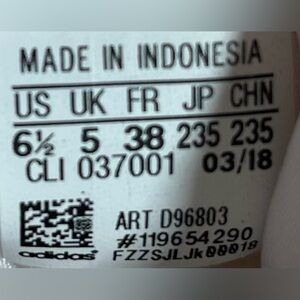 MADE IN INDONESIA
US UK FR JP CHN
6½ 5 38 235 235
CLI 037001 03/18
ART D96803
#119654290
adidas FZZSJLJk00018